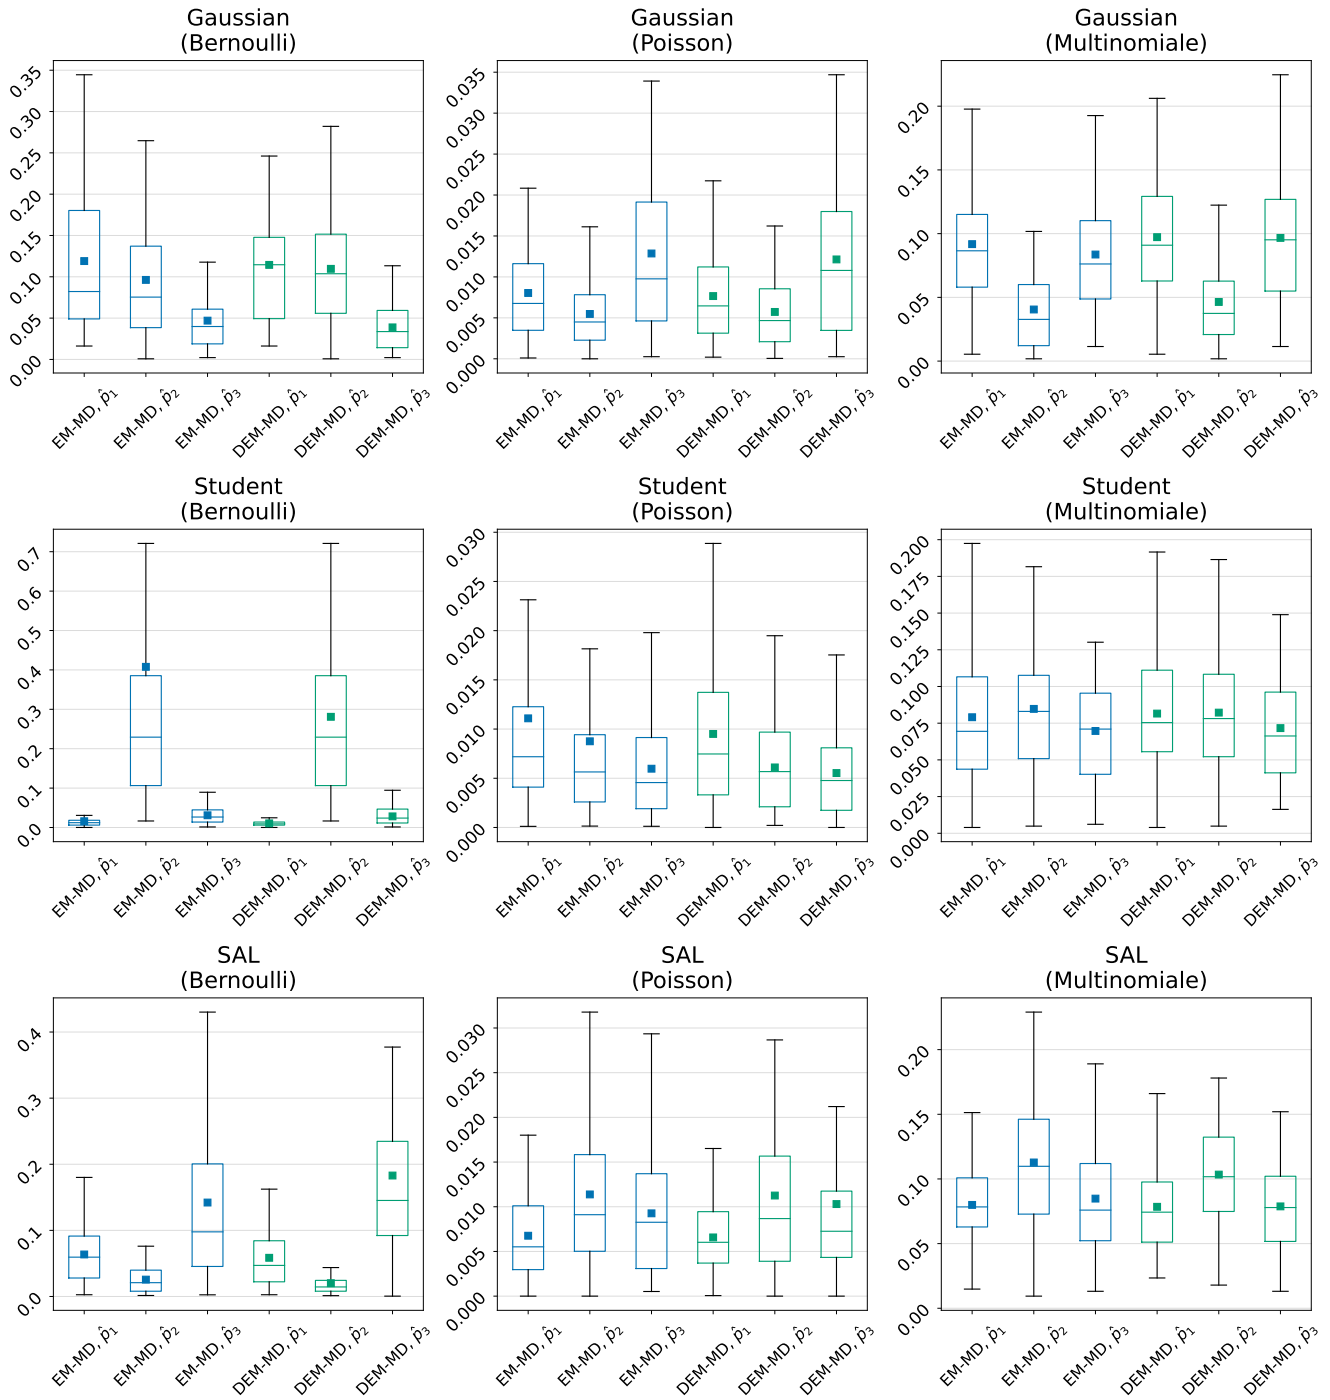 Gaussian
(Bernoulli)
0.35
0.30
0.25
0.20
0.15
0.10
0.05
0.00
EM-MD, p̂1
EM-MD, p̂2
EM-MD, p̂3
DEM-MD, p̂1
DEM-MD, p̂2
DEM-MD, p̂3
Gaussian
(Poisson)
0.035
0.030
0.025
0.020
0.015
0.010
0.005
0.000
EM-MD, p̂1
EM-MD, p̂2
EM-MD, p̂3
DEM-MD, p̂1
DEM-MD, p̂2
DEM-MD, p̂3
Gaussian
(Multinomiale)
0.20
0.15
0.10
0.05
0.00
EM-MD, p̂1
EM-MD, p̂2
EM-MD, p̂3
DEM-MD, p̂1
DEM-MD, p̂2
DEM-MD, p̂3
Student
(Bernoulli)
0.7
0.6
0.5
0.4
0.3
0.2
0.1
0.0
EM-MD, p̂1
EM-MD, p̂2
EM-MD, p̂3
DEM-MD, p̂1
DEM-MD, p̂2
DEM-MD, p̂3
Student
(Poisson)
0.030
0.025
0.020
0.015
0.010
0.005
0.000
EM-MD, p̂1
EM-MD, p̂2
EM-MD, p̂3
DEM-MD, p̂1
DEM-MD, p̂2
DEM-MD, p̂3
Student
(Multinomiale)
0.200
0.175
0.150
0.125
0.100
0.075
0.050
0.025
0.000
EM-MD, p̂1
EM-MD, p̂2
EM-MD, p̂3
DEM-MD, p̂1
DEM-MD, p̂2
DEM-MD, p̂3
SAL
(Bernoulli)
0.4
0.3
0.2
0.1
0.0
EM-MD, p̂1
EM-MD, p̂2
EM-MD, p̂3
DEM-MD, p̂1
DEM-MD, p̂2
DEM-MD, p̂3
SAL
(Poisson)
0.030
0.025
0.020
0.015
0.010
0.005
0.000
EM-MD, p̂1
EM-MD, p̂2
EM-MD, p̂3
DEM-MD, p̂1
DEM-MD, p̂2
DEM-MD, p̂3
SAL
(Multinomiale)
0.20
0.15
0.10
0.05
0.00
EM-MD, p̂1
EM-MD, p̂2
EM-MD, p̂3
DEM-MD, p̂1
DEM-MD, p̂2
DEM-MD, p̂3